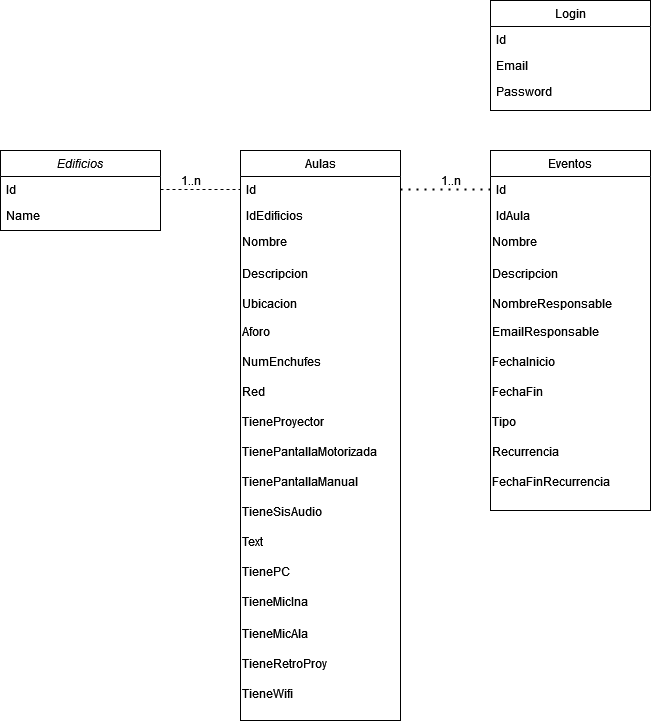 Login
Id
Email
Password
Edificios
Id
Name
1..n
Aulas
Id
IdEdificios
Nombre
Descripcion
Ubicacion
Aforo
NumEnchufes
Red
TieneProyector
TienePantallaMotorizada
TienePantallaManual
TieneSisAudio
Text
TienePC
TieneMicIna
TieneMicAla
TieneRetroProy
TieneWifi
1..n
Eventos
Id
IdAula
Nombre
Descripcion
NombreResponsable
EmailResponsable
FechaInicio
FechaFin
Tipo
Recurrencia
FechaFinRecurrencia